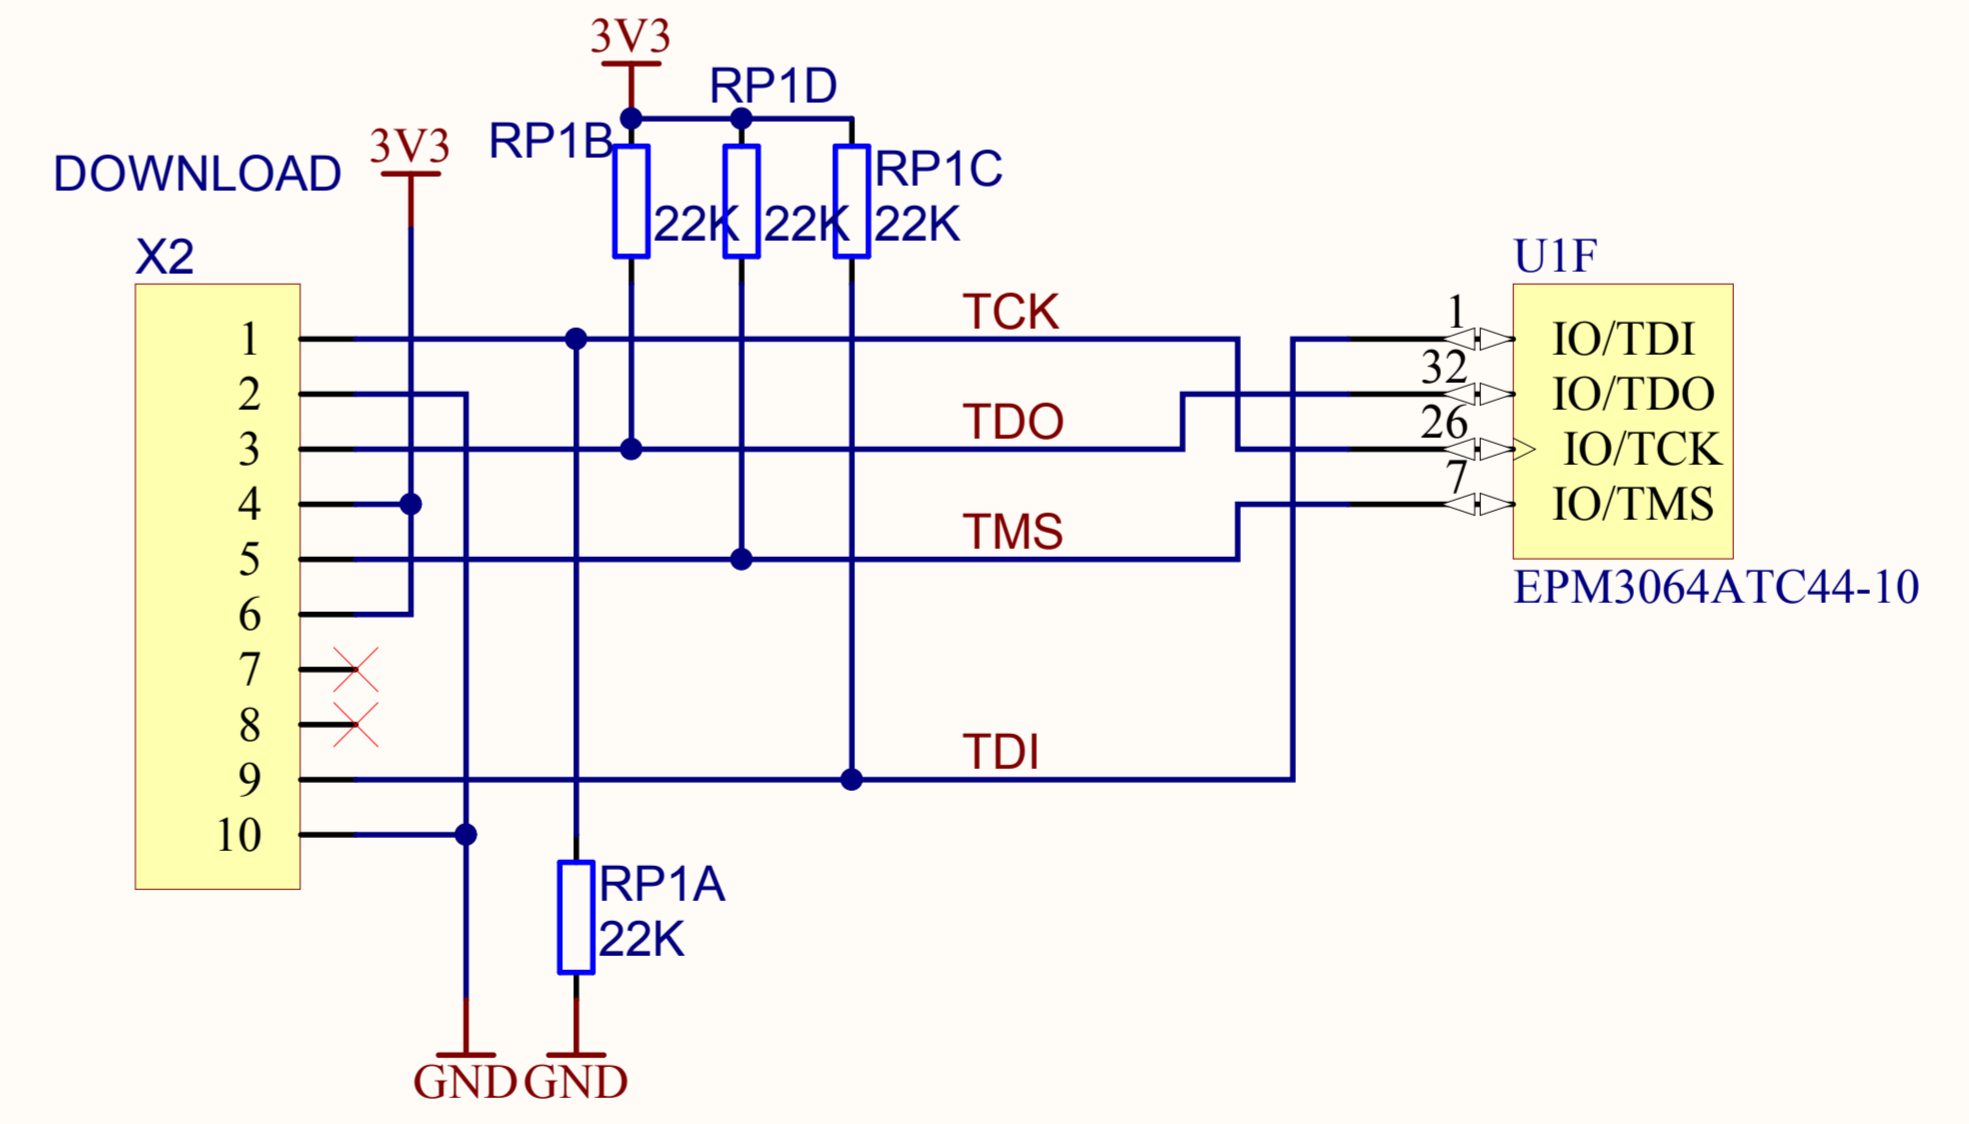 3V3
RP1D
RP1B
3V3
DOWNLOAD
RP1C
22K 22K 22K
X2
U1F
TCK
1
1 IO/TDI
32
2 IO/TDO
TDO
26
3 IO/TCK
7
4 IO/TMS
TMS
5
EPM3064ATC44-10
6
7
8
TDI
9
10
RP1A
22K
GND GND